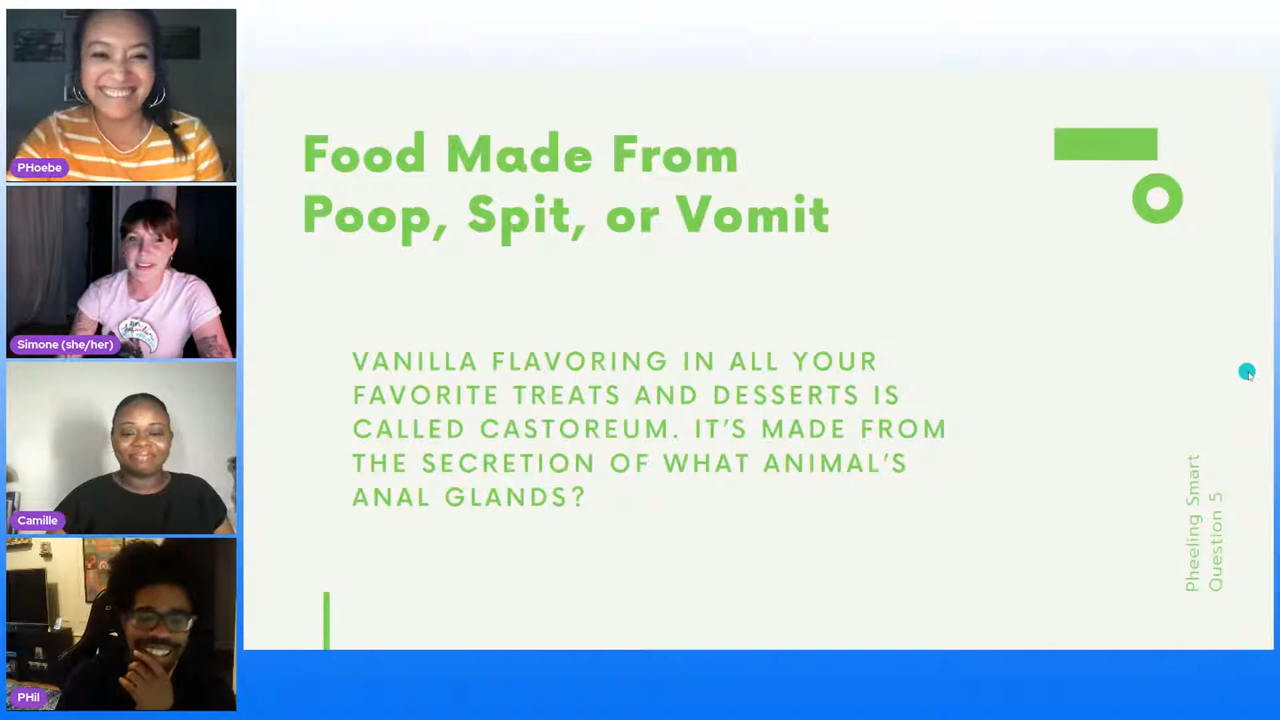 PHoebe
Simone (she/her)
Camille
PHil
Food Made From
Poop, Spit, or Vomit
VANILLA FLAVORING IN ALL YOUR
FAVORITE TREATS AND DESSERTS IS
CALLED CASTOREUM. IT’S MADE FROM
THE SECRETION OF WHAT ANIMAL’S
ANAL GLANDS?
Pheeling Smart
Question 5